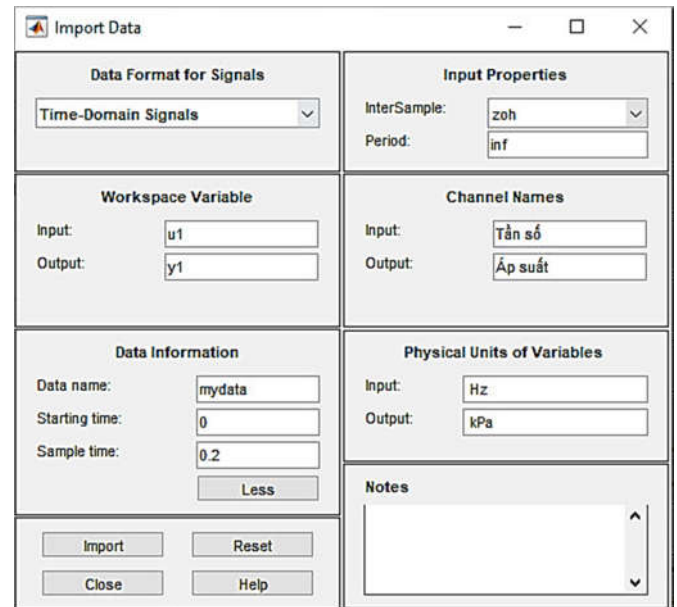 Import Data
Data Format for Signals
Time-Domain Signals
Input Properties
InterSample: zoh
Period: inf
Workspace Variable
Input: u1
Output: y1
Channel Names
Input: Tần số
Output: Áp suất
Data Information
Data name: mydata
Starting time: 0
Sample time: 0.2
Less
Physical Units of Variables
Input: Hz
Output: kPa
Import Reset
Close Help
Notes